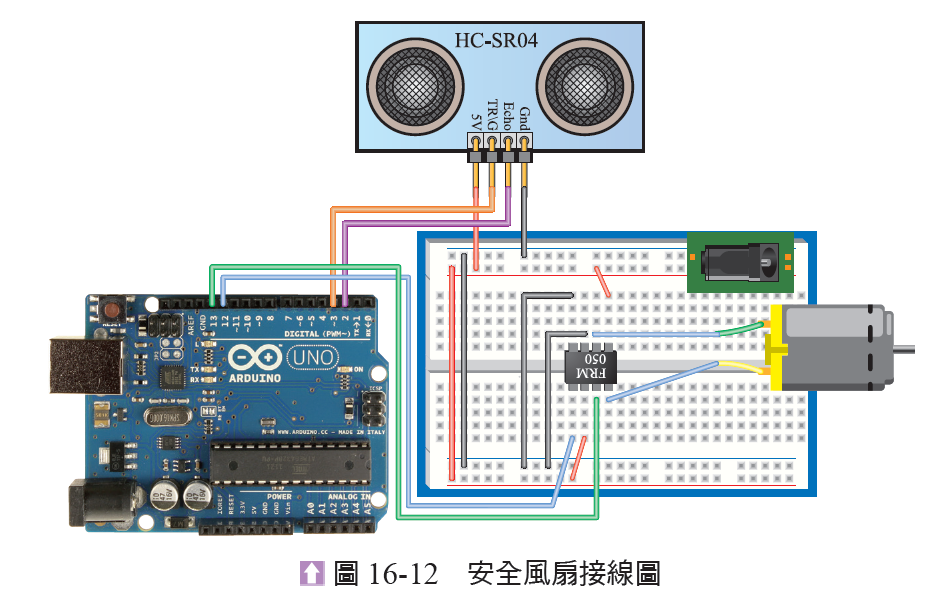 HC-SR04
5V
TRIG
Echo
Gnd
RESET
AREF
GND
13
12
~11
~10
~9
8
7
~6
~5
4
~3
2
TX→1
RX←0
DIGITAL (PWM~)
L
TX
RX
UNO
ARDUINO
ON
ICSP
WWW.ARDUINO.CC - MADE IN ITALY
FRM
050
POWER
ANALOG IN
IOREF
RESET
3.3V
5V
GND
GND
Vin
A0
A1
A2
A3
A4
A5
圖 16-12 安全風扇接線圖